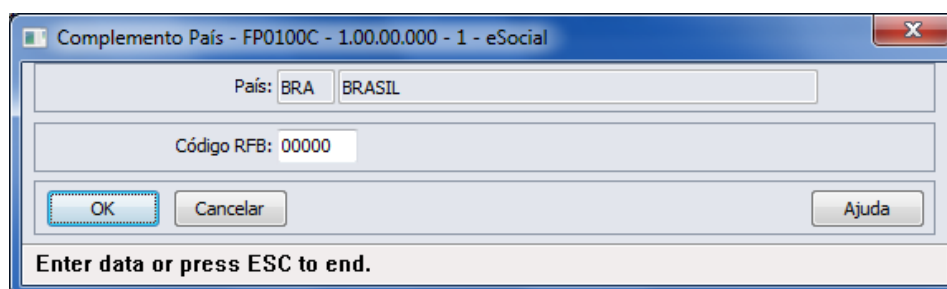 Complemento País - FP0100C - 1.00.00.000 - 1 - eSocial
País: BRA BRASIL
Código RFB: 00000
OK Cancelar Ajuda
Enter data or press ESC to end.